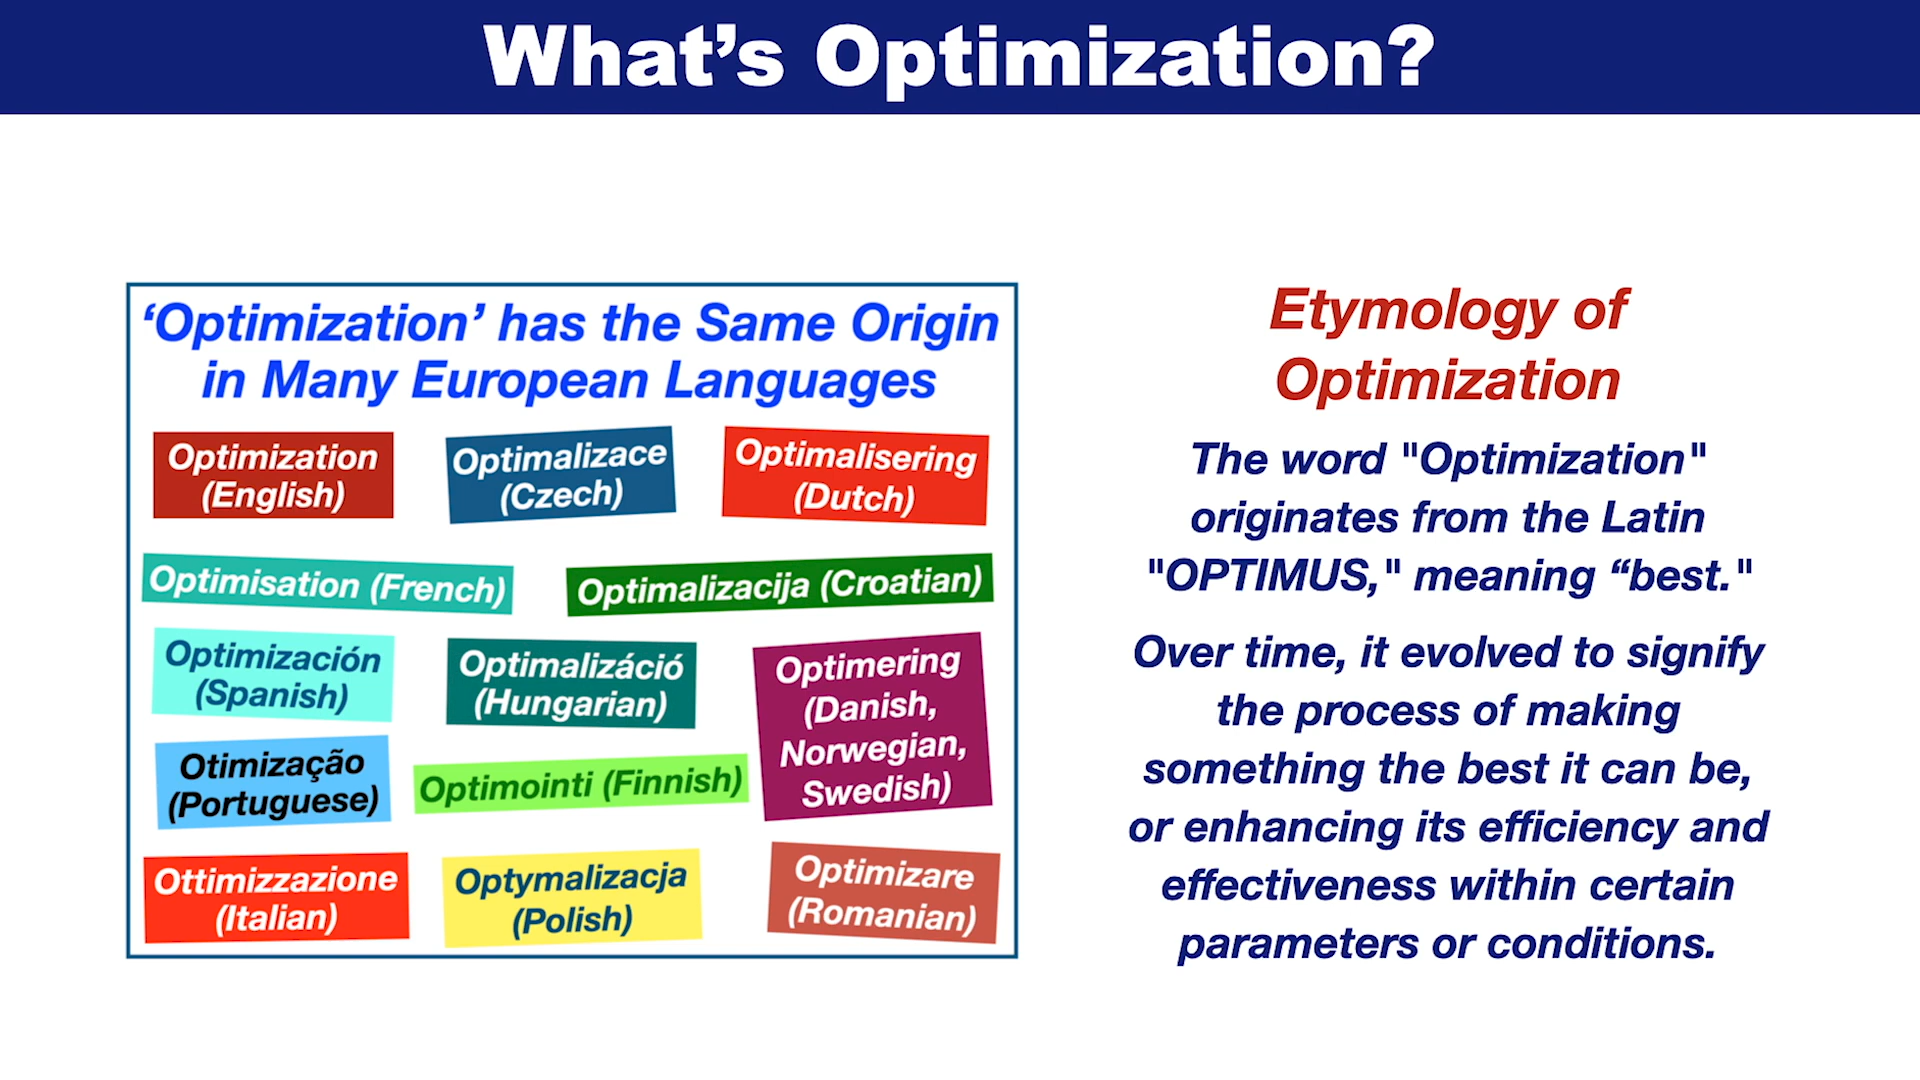 What’s Optimization?
‘Optimization’ has the Same Origin
in Many European Languages
Optimization
(English)
Optimalizace
(Czech)
Optimalisering
(Dutch)
Optimisation (French)
Optimalizacija (Croatian)
Optimización
(Spanish)
Optimalizáció
(Hungarian)
Optimering
(Danish,
Norwegian,
Swedish)
Otimização
(Portuguese)
Optimointi (Finnish)
Ottimizzazione
(Italian)
Optymalizacja
(Polish)
Optimizare
(Romanian)
Etymology of
Optimization
The word "Optimization"
originates from the Latin
"OPTIMUS," meaning “best."
Over time, it evolved to signify
the process of making
something the best it can be,
or enhancing its efficiency and
effectiveness within certain
parameters or conditions.